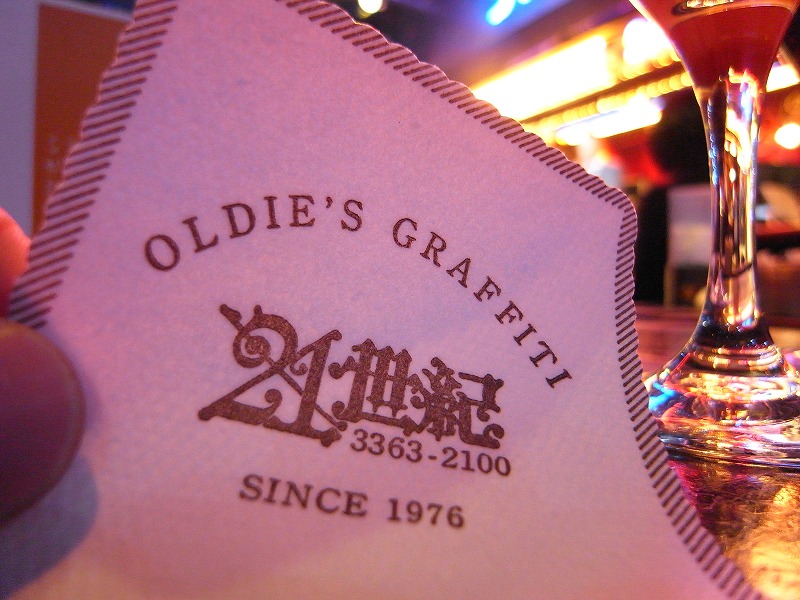 OLDIE'S GRAFFITI
21世紀
3363-2100
SINCE 1976